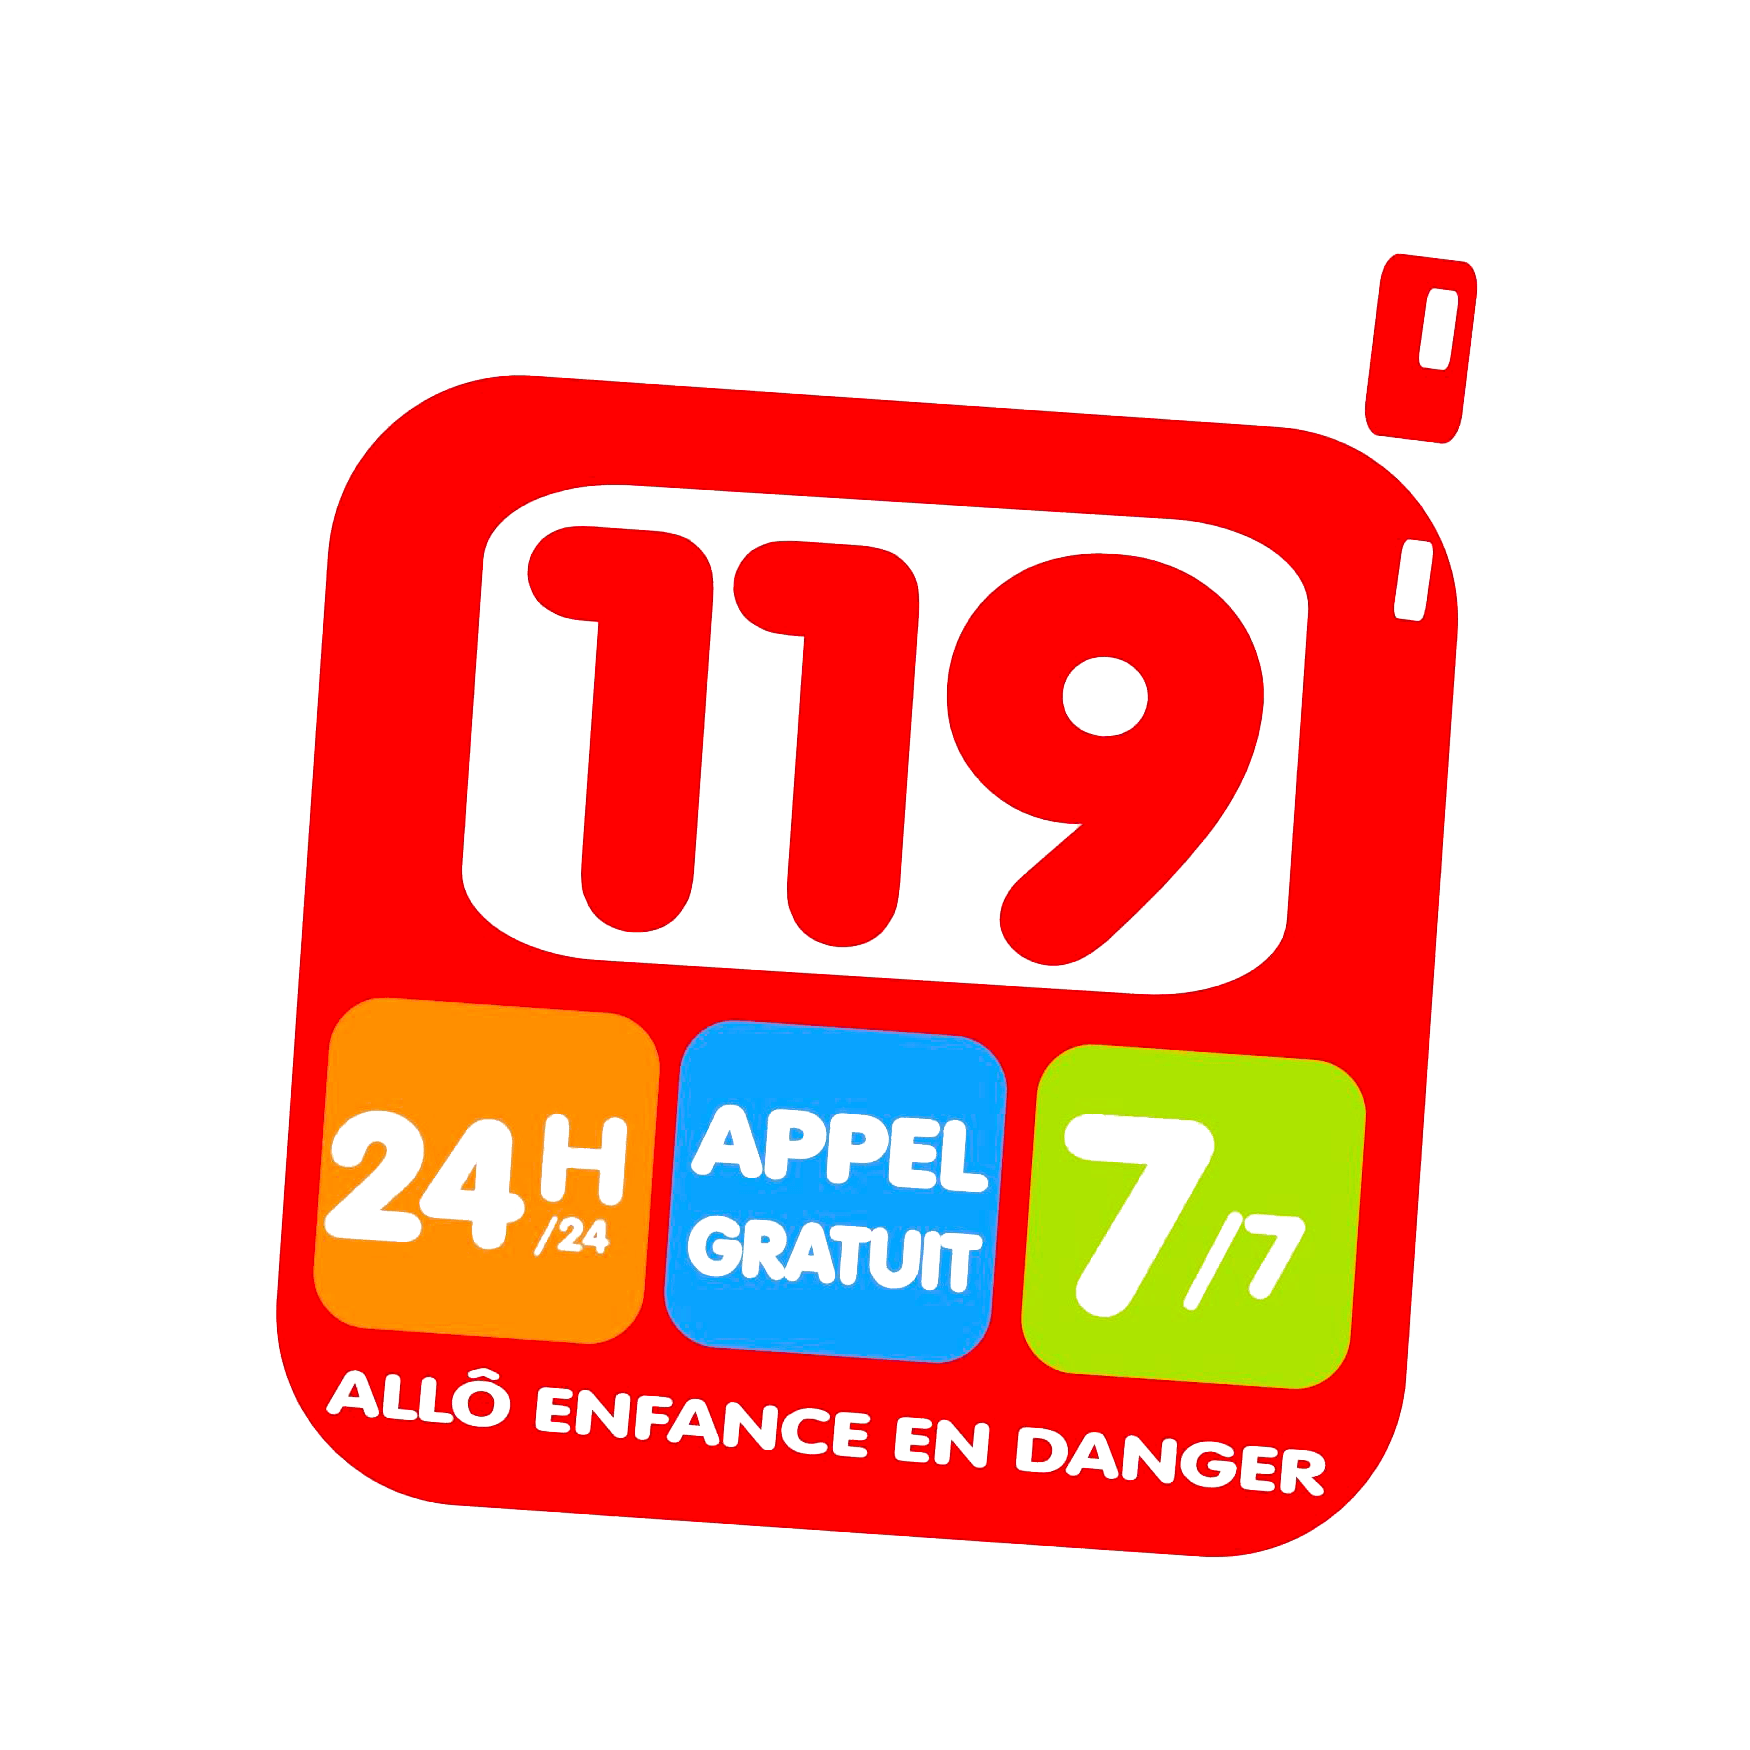 119
24H/24
APPEL
GRATUIT
7/7
ALLÔ ENFANCE EN DANGER